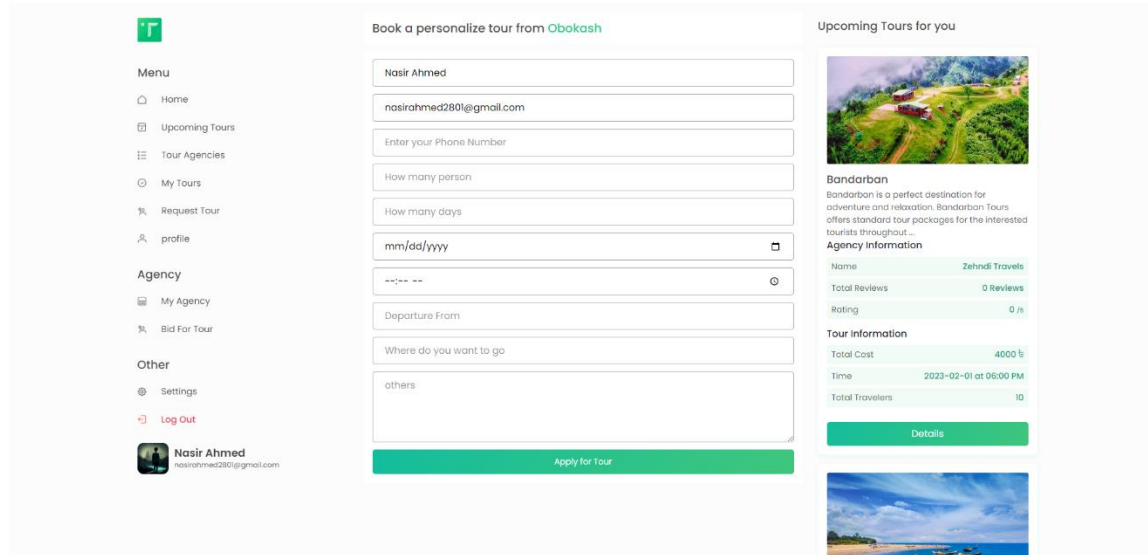 Menu
Home
Upcoming Tours
Tour Agencies
My Tours
Request Tour
profile
Agency
My Agency
Bid For Tour
Other
Settings
Log Out
Nasir Ahmed
nasirahmed2801@gmail.com
Book a personalize tour from Obokash
Nasir Ahmed
nasirahmed2801@gmail.com
Enter your Phone Number
How many person
How many days
mm/dd/yyyy
--:-- --
Departure From
Where do you want to go
others
Apply for Tour
Upcoming Tours for you
Bandarban
Bandarban is a perfect destination for
adventure and relaxation. Bandarban Tours
offers standard tour packages for the interested
tourists throughout ...
Agency Information
Name Zehndi Travels
Total Reviews 0 Reviews
Rating 0 /5
Tour Information
Total Cost 4000 ৳
Time 2023-02-01 at 06:00 PM
Total Travelers 10
Details